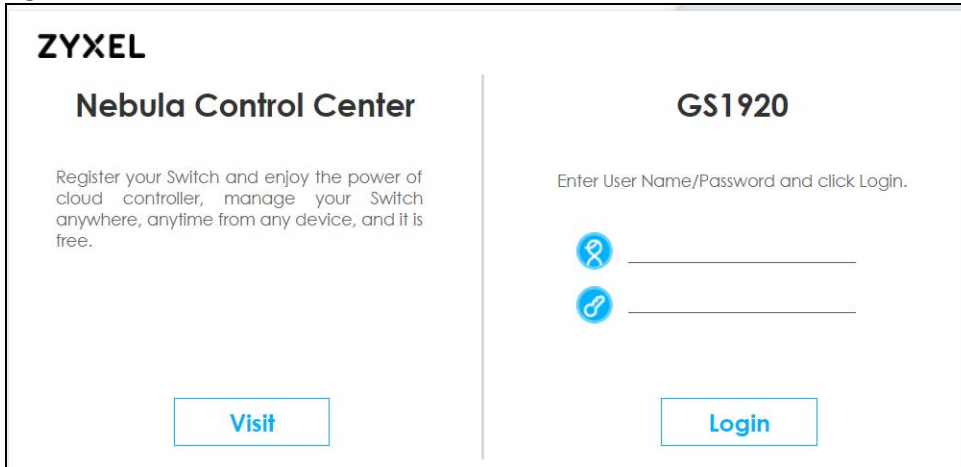 ZYXEL
Nebula Control Center
Register your Switch and enjoy the power of
cloud controller, manage your Switch
anywhere, anytime from any device, and it is
free.
Visit
GS1920
Enter User Name/Password and click Login.
Login